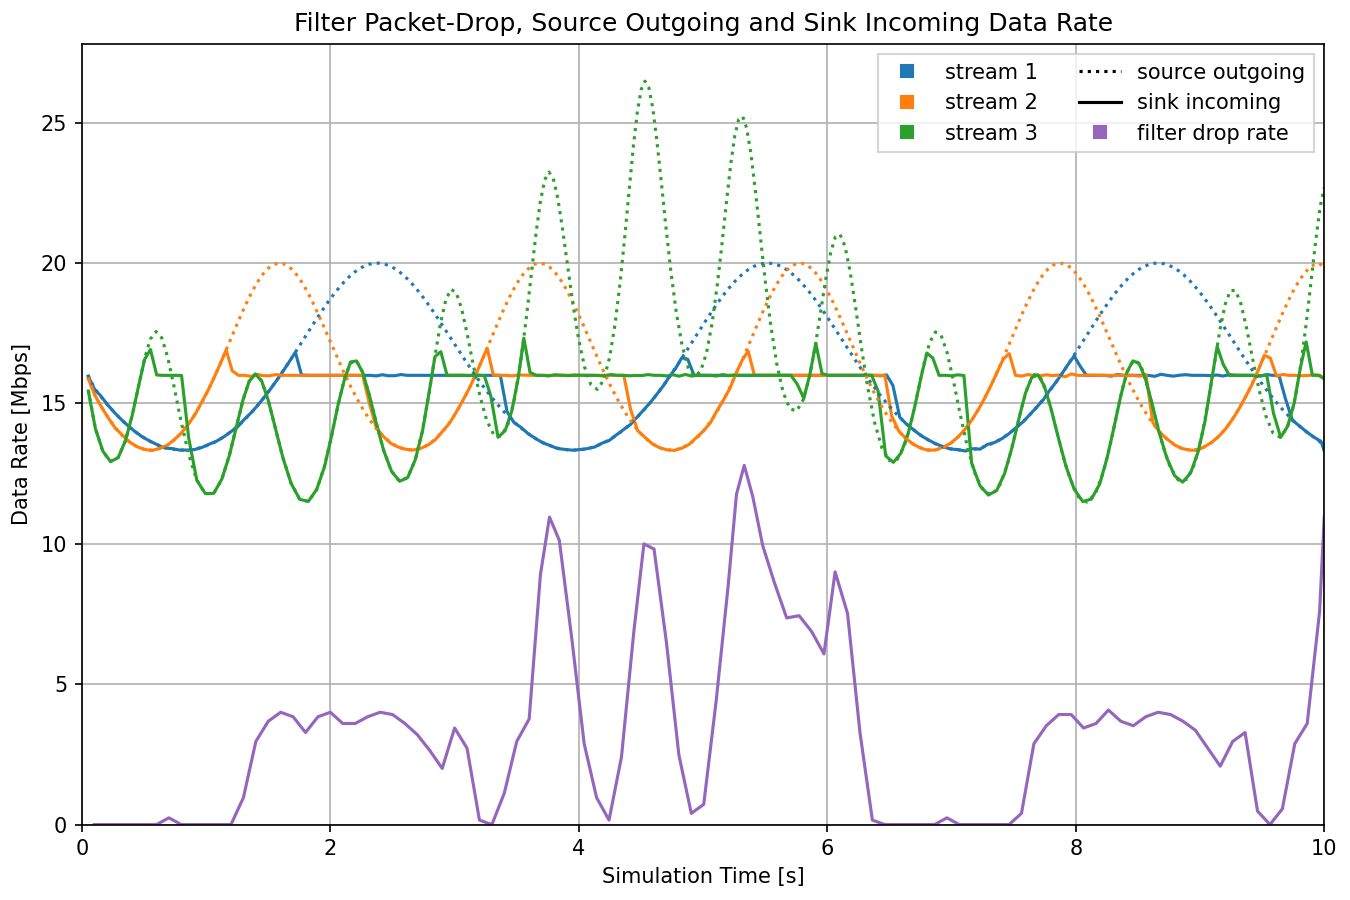 Filter Packet-Drop, Source Outgoing and Sink Incoming Data Rate
stream 1
stream 2
stream 3
source outgoing
sink incoming
filter drop rate
Data Rate [Mbps]
25
20
15
10
5
0
0 2 4 6 8 10
Simulation Time [s]